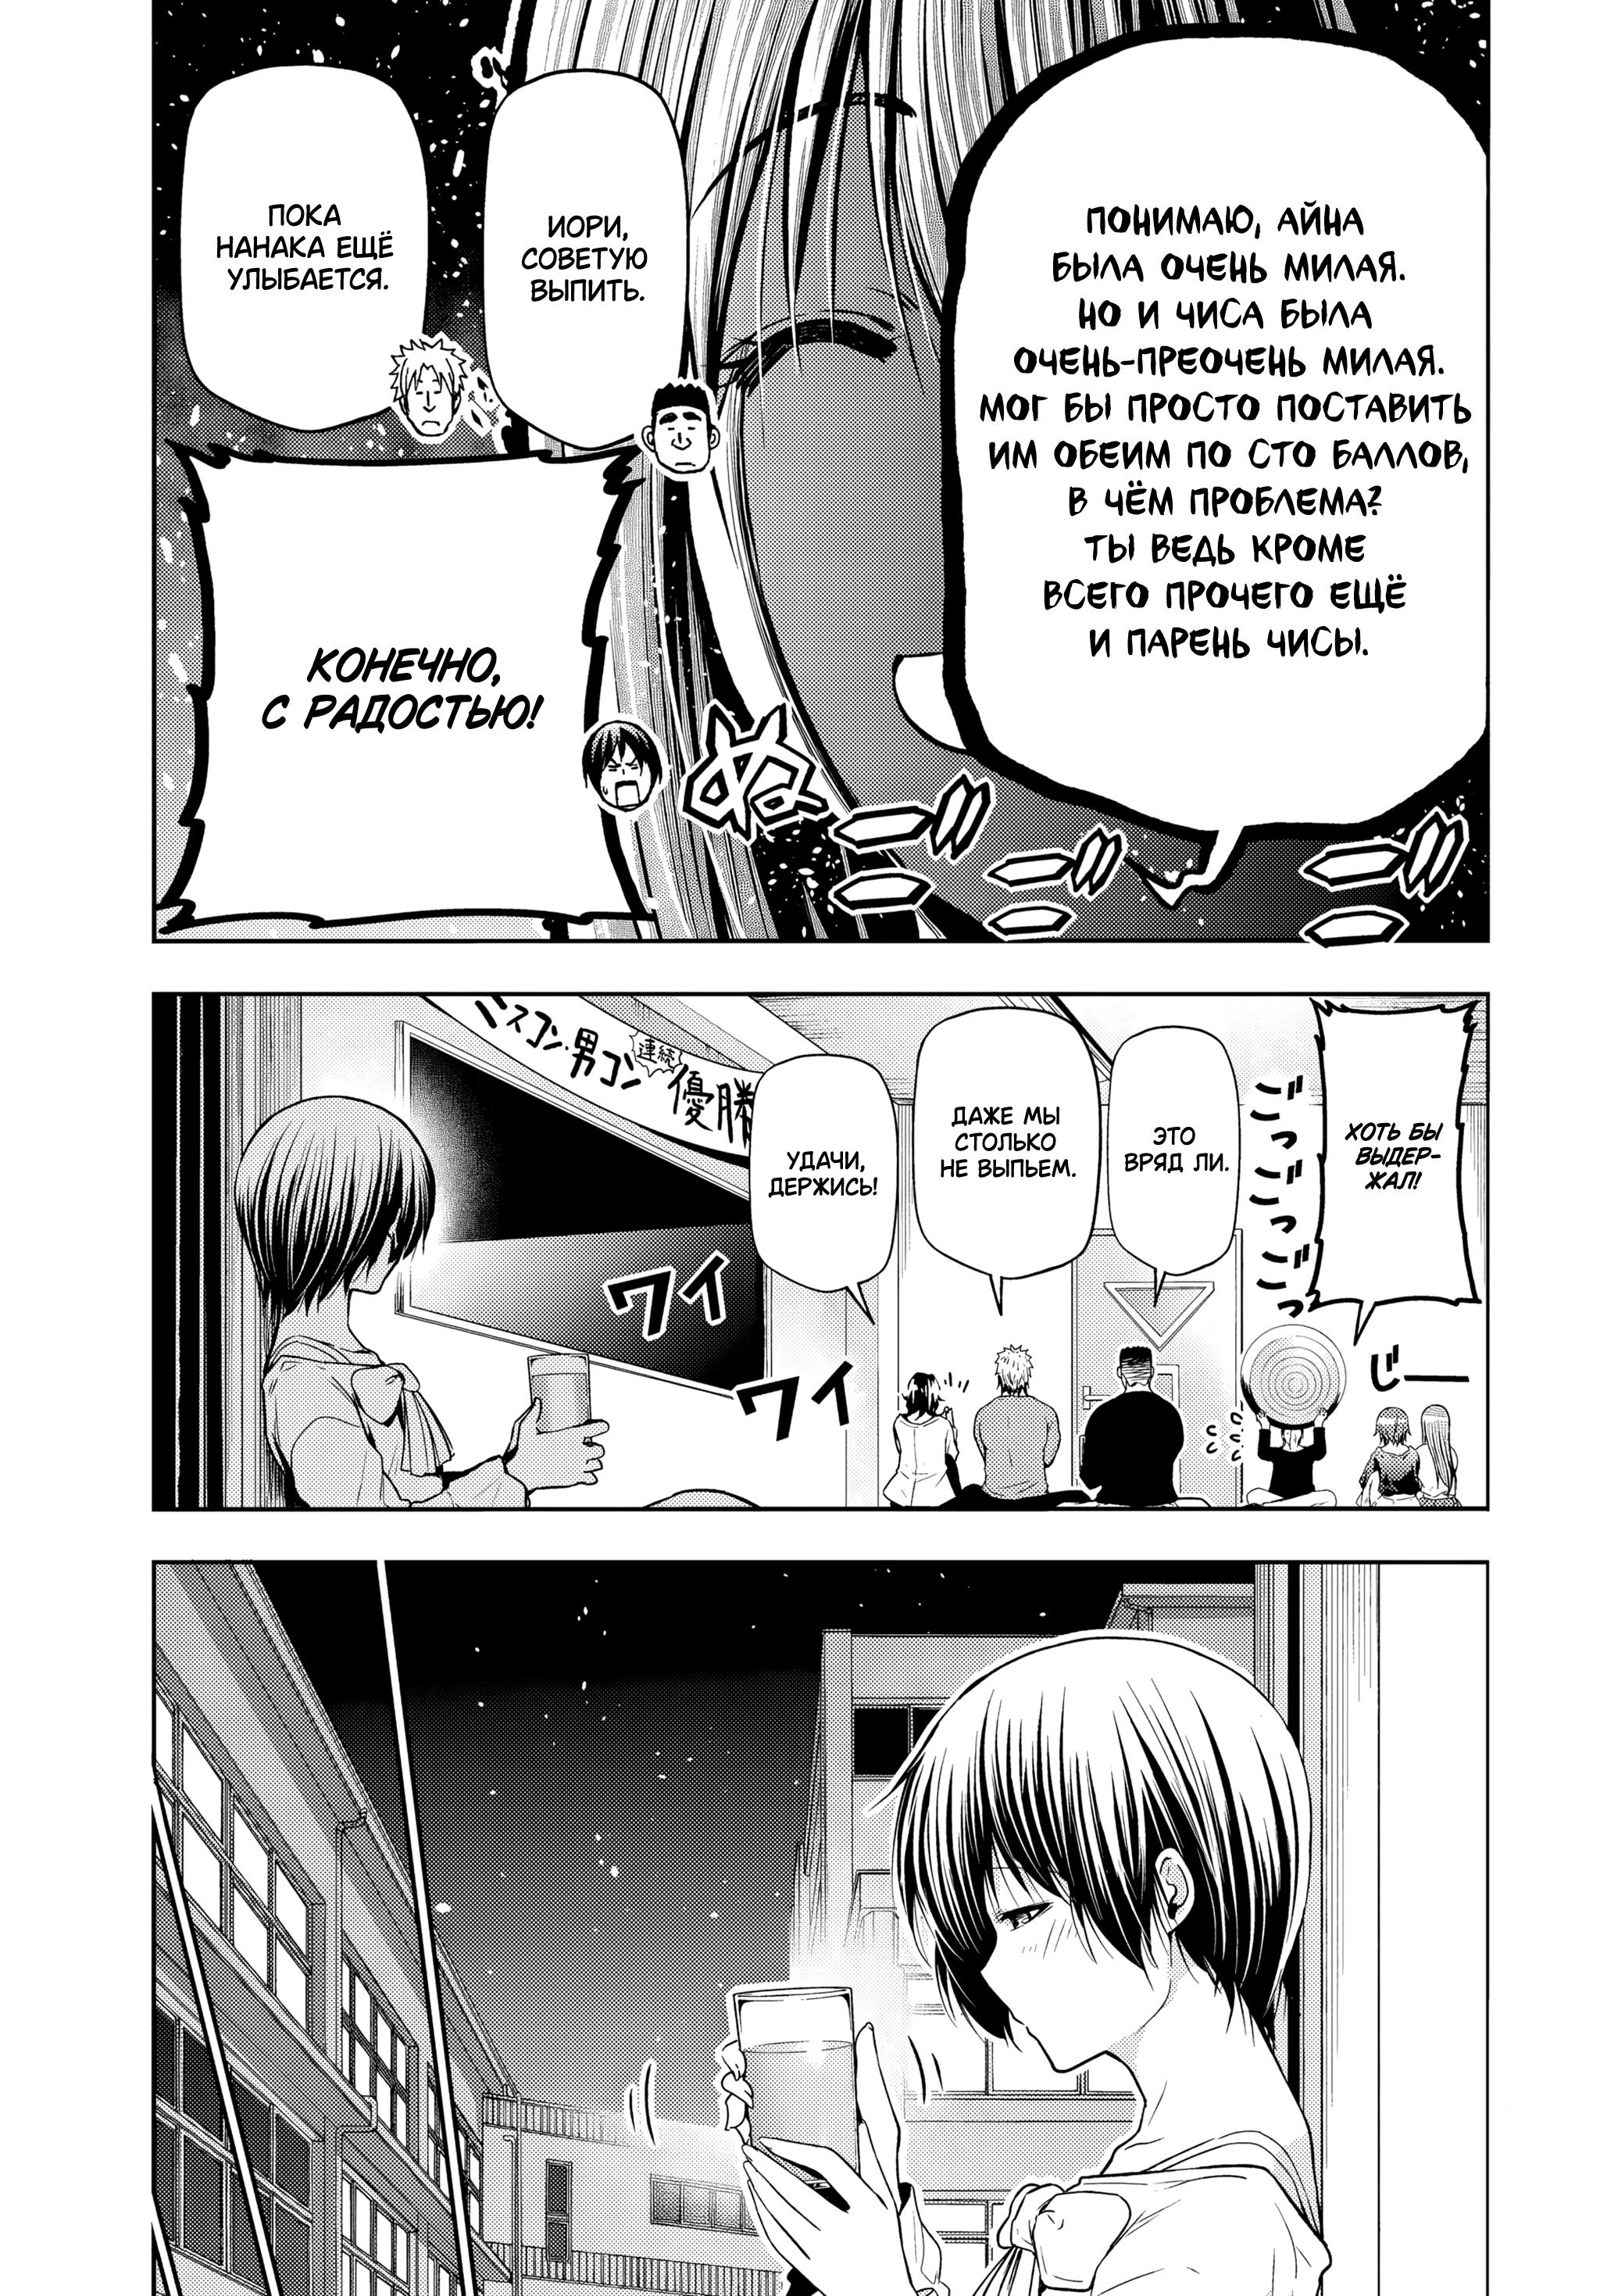 ПОНИМАЮ, АЙНА
БЫЛА ОЧЕНЬ МИЛАЯ.
НО И ЧИСА БЫЛА
ОЧЕНЬ-ПРЕОЧЕНЬ МИЛАЯ.
МОГ БЫ ПРОСТО ПОСТАВИТЬ
ИМ ОБЕИМ ПО СТО БАЛЛОВ,
В ЧЁМ ПРОБЛЕМА?
ТЫ ВЕДЬ КРОМЕ
ВСЕГО ПРОЧЕГО ЕЩЁ
И ПАРЕНЬ ЧИСЫ.
ИОРИ,
СОВЕТУЮ
ВЫПИТЬ.
ПОКА
НАНАКА ЕЩЁ
УЛЫБАЕТСЯ.
КОНЕЧНО,
С РАДОСТЬЮ!
ぬ
ХОТЬ БЫ
ВЫДЕР-
ЖАЛ!
ごっごっごっ
じー
ЭТО
ВРЯД ЛИ.
ДАЖЕ МЫ
СТОЛЬКО
НЕ ВЫПЬЕМ.
УДАЧИ,
ДЕРЖИСЬ!
ミスコン・男コン
連続
優勝
ワイ
ワイ